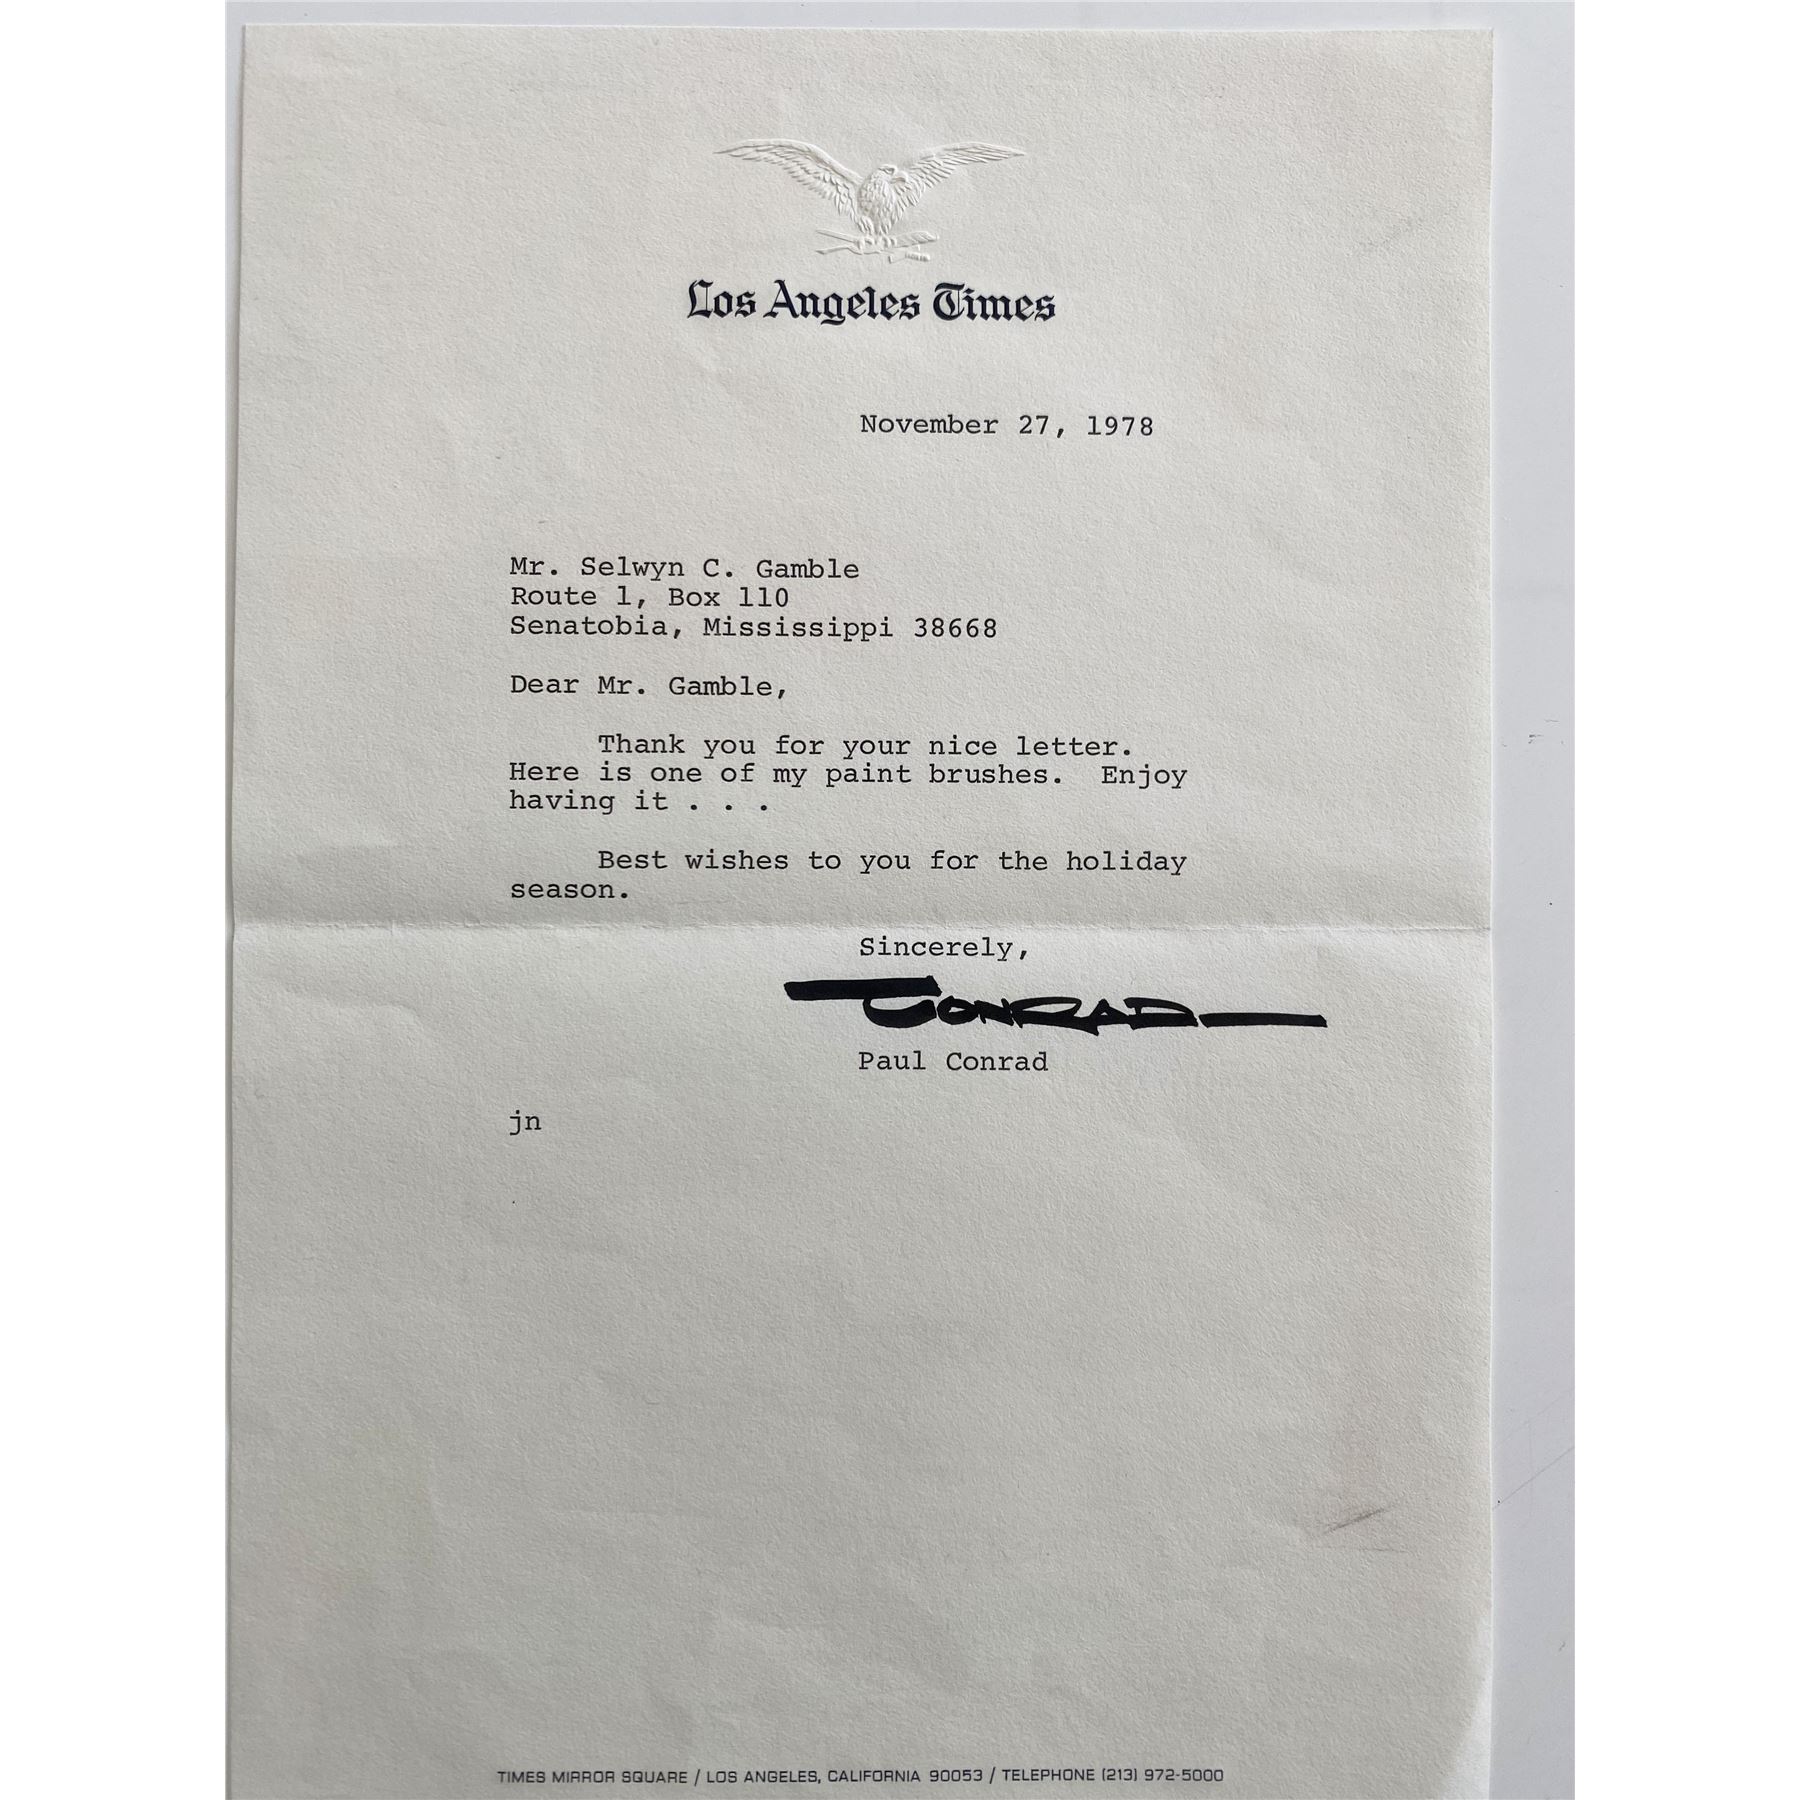 Los Angeles Times
November 27, 1978
Mr. Selwyn C. Gamble
Route 1, Box 110
Senatobia, Mississippi 38668
Dear Mr. Gamble,
Thank you for your nice letter.
Here is one of my paint brushes. Enjoy
having it . . .
Best wishes to you for the holiday
season.
Sincerely,
CONRAD
Paul Conrad
jn
TIMES MIRROR SQUARE / LOS ANGELES, CALIFORNIA 90053 / TELEPHONE (213) 972-5000